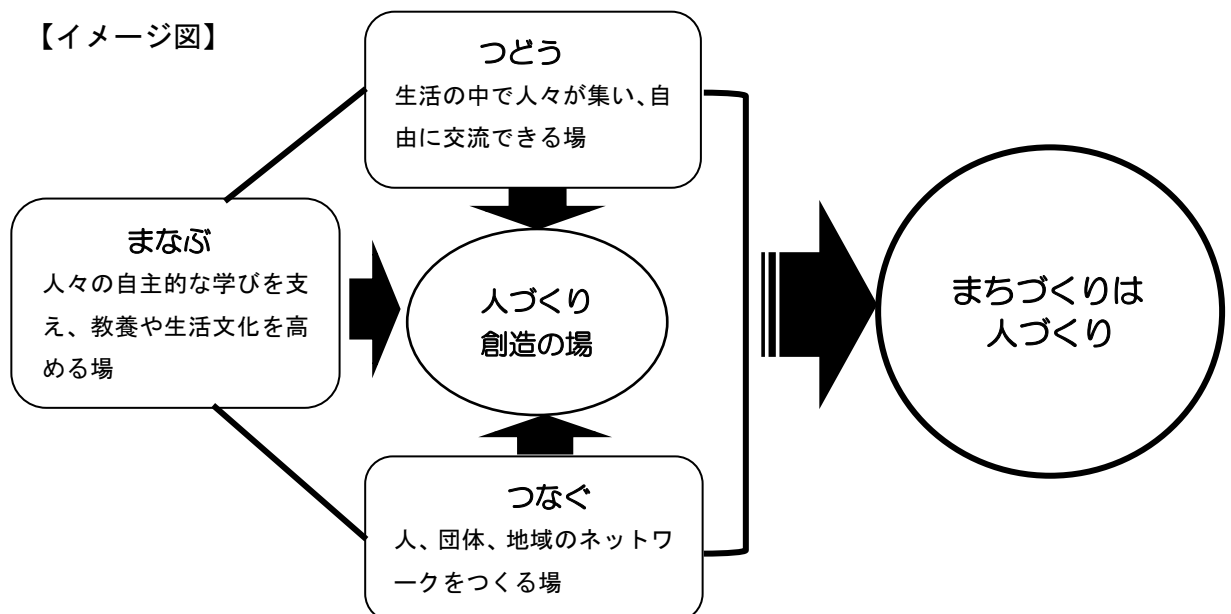 【イメージ図】
つどう
生活の中で人々が集い、自
由に交流できる場
まなぶ
人々の自主的な学びを支
え、教養や生活文化を高
める場
人づくり
創造の場
まちづくりは
人づくり
つなぐ
人、団体、地域のネットワ
ークをつくる場